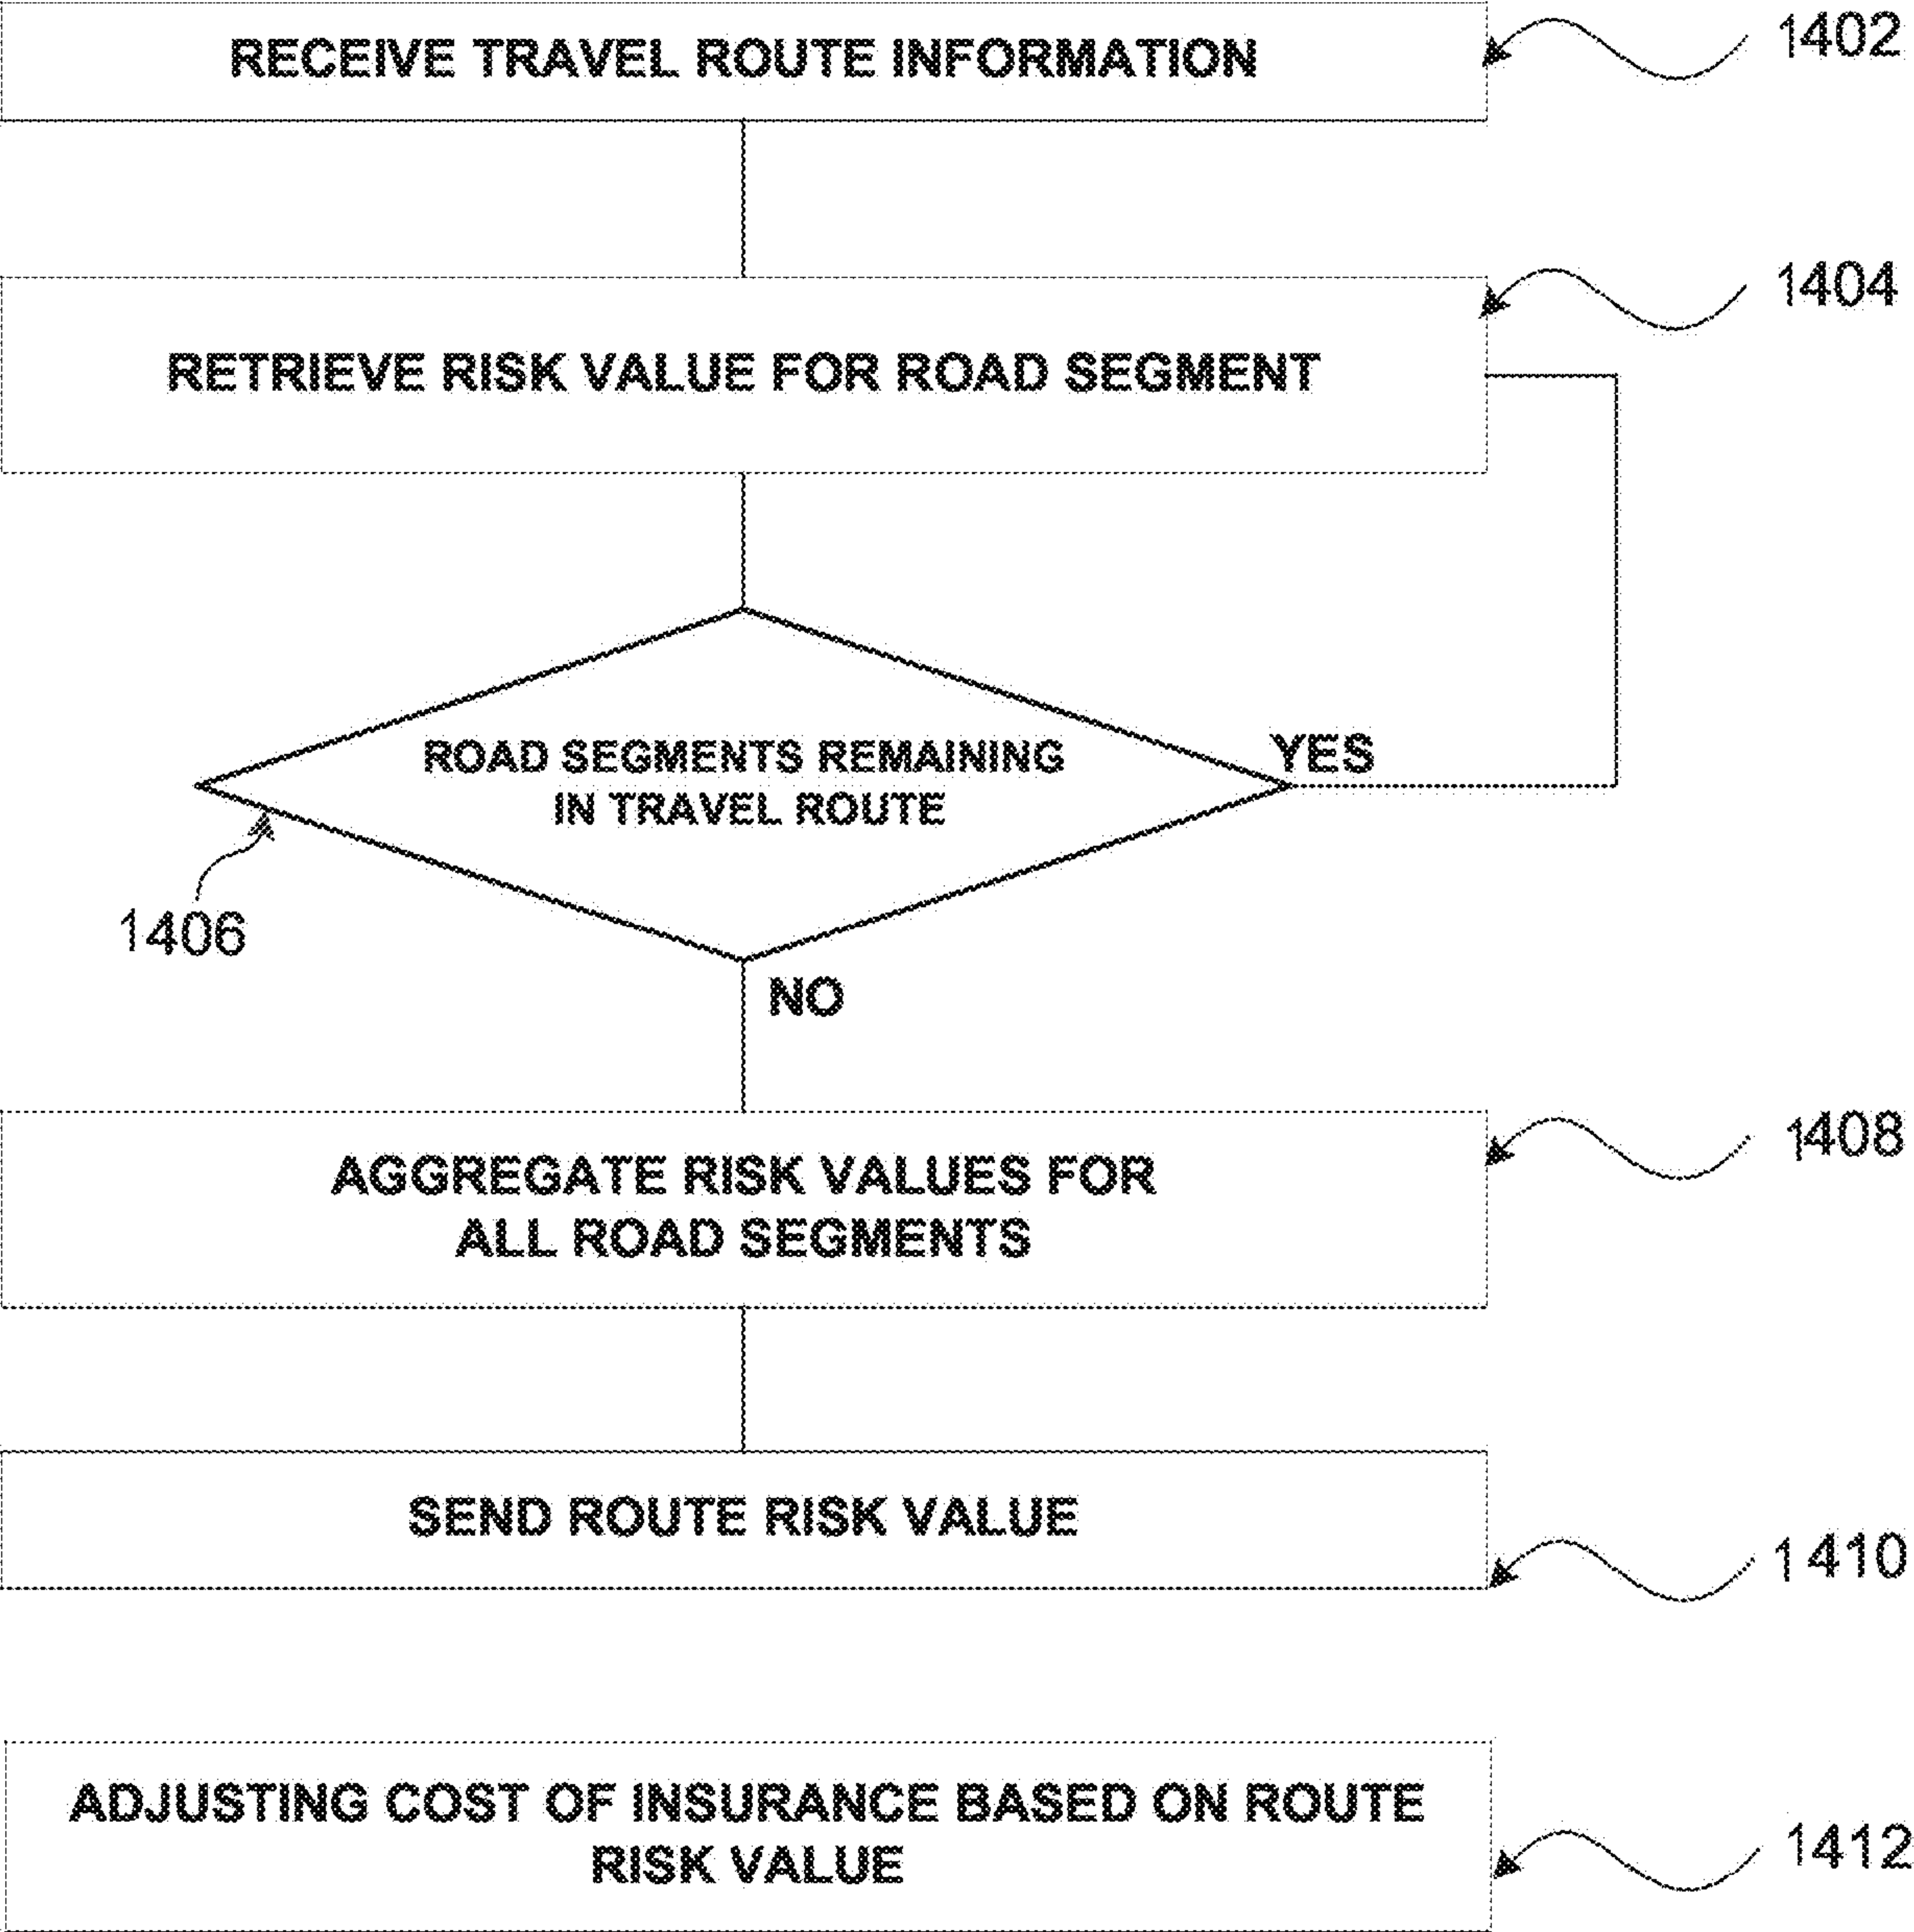 RECEIVE TRAVEL ROUTE INFORMATION
1402
1404
RETRIEVE RISK VALUE FOR ROAD SEGMENT
ROAD SEGMENTS REMAINING
IN TRAVEL ROUTE
YES
1406
NO
AGGREGATE RISK VALUES FOR
ALL ROAD SEGMENTS
1408
SEND ROUTE RISK VALUE
1410
ADJUSTING COST OF INSURANCE BASED ON ROUTE
RISK VALUE
1412